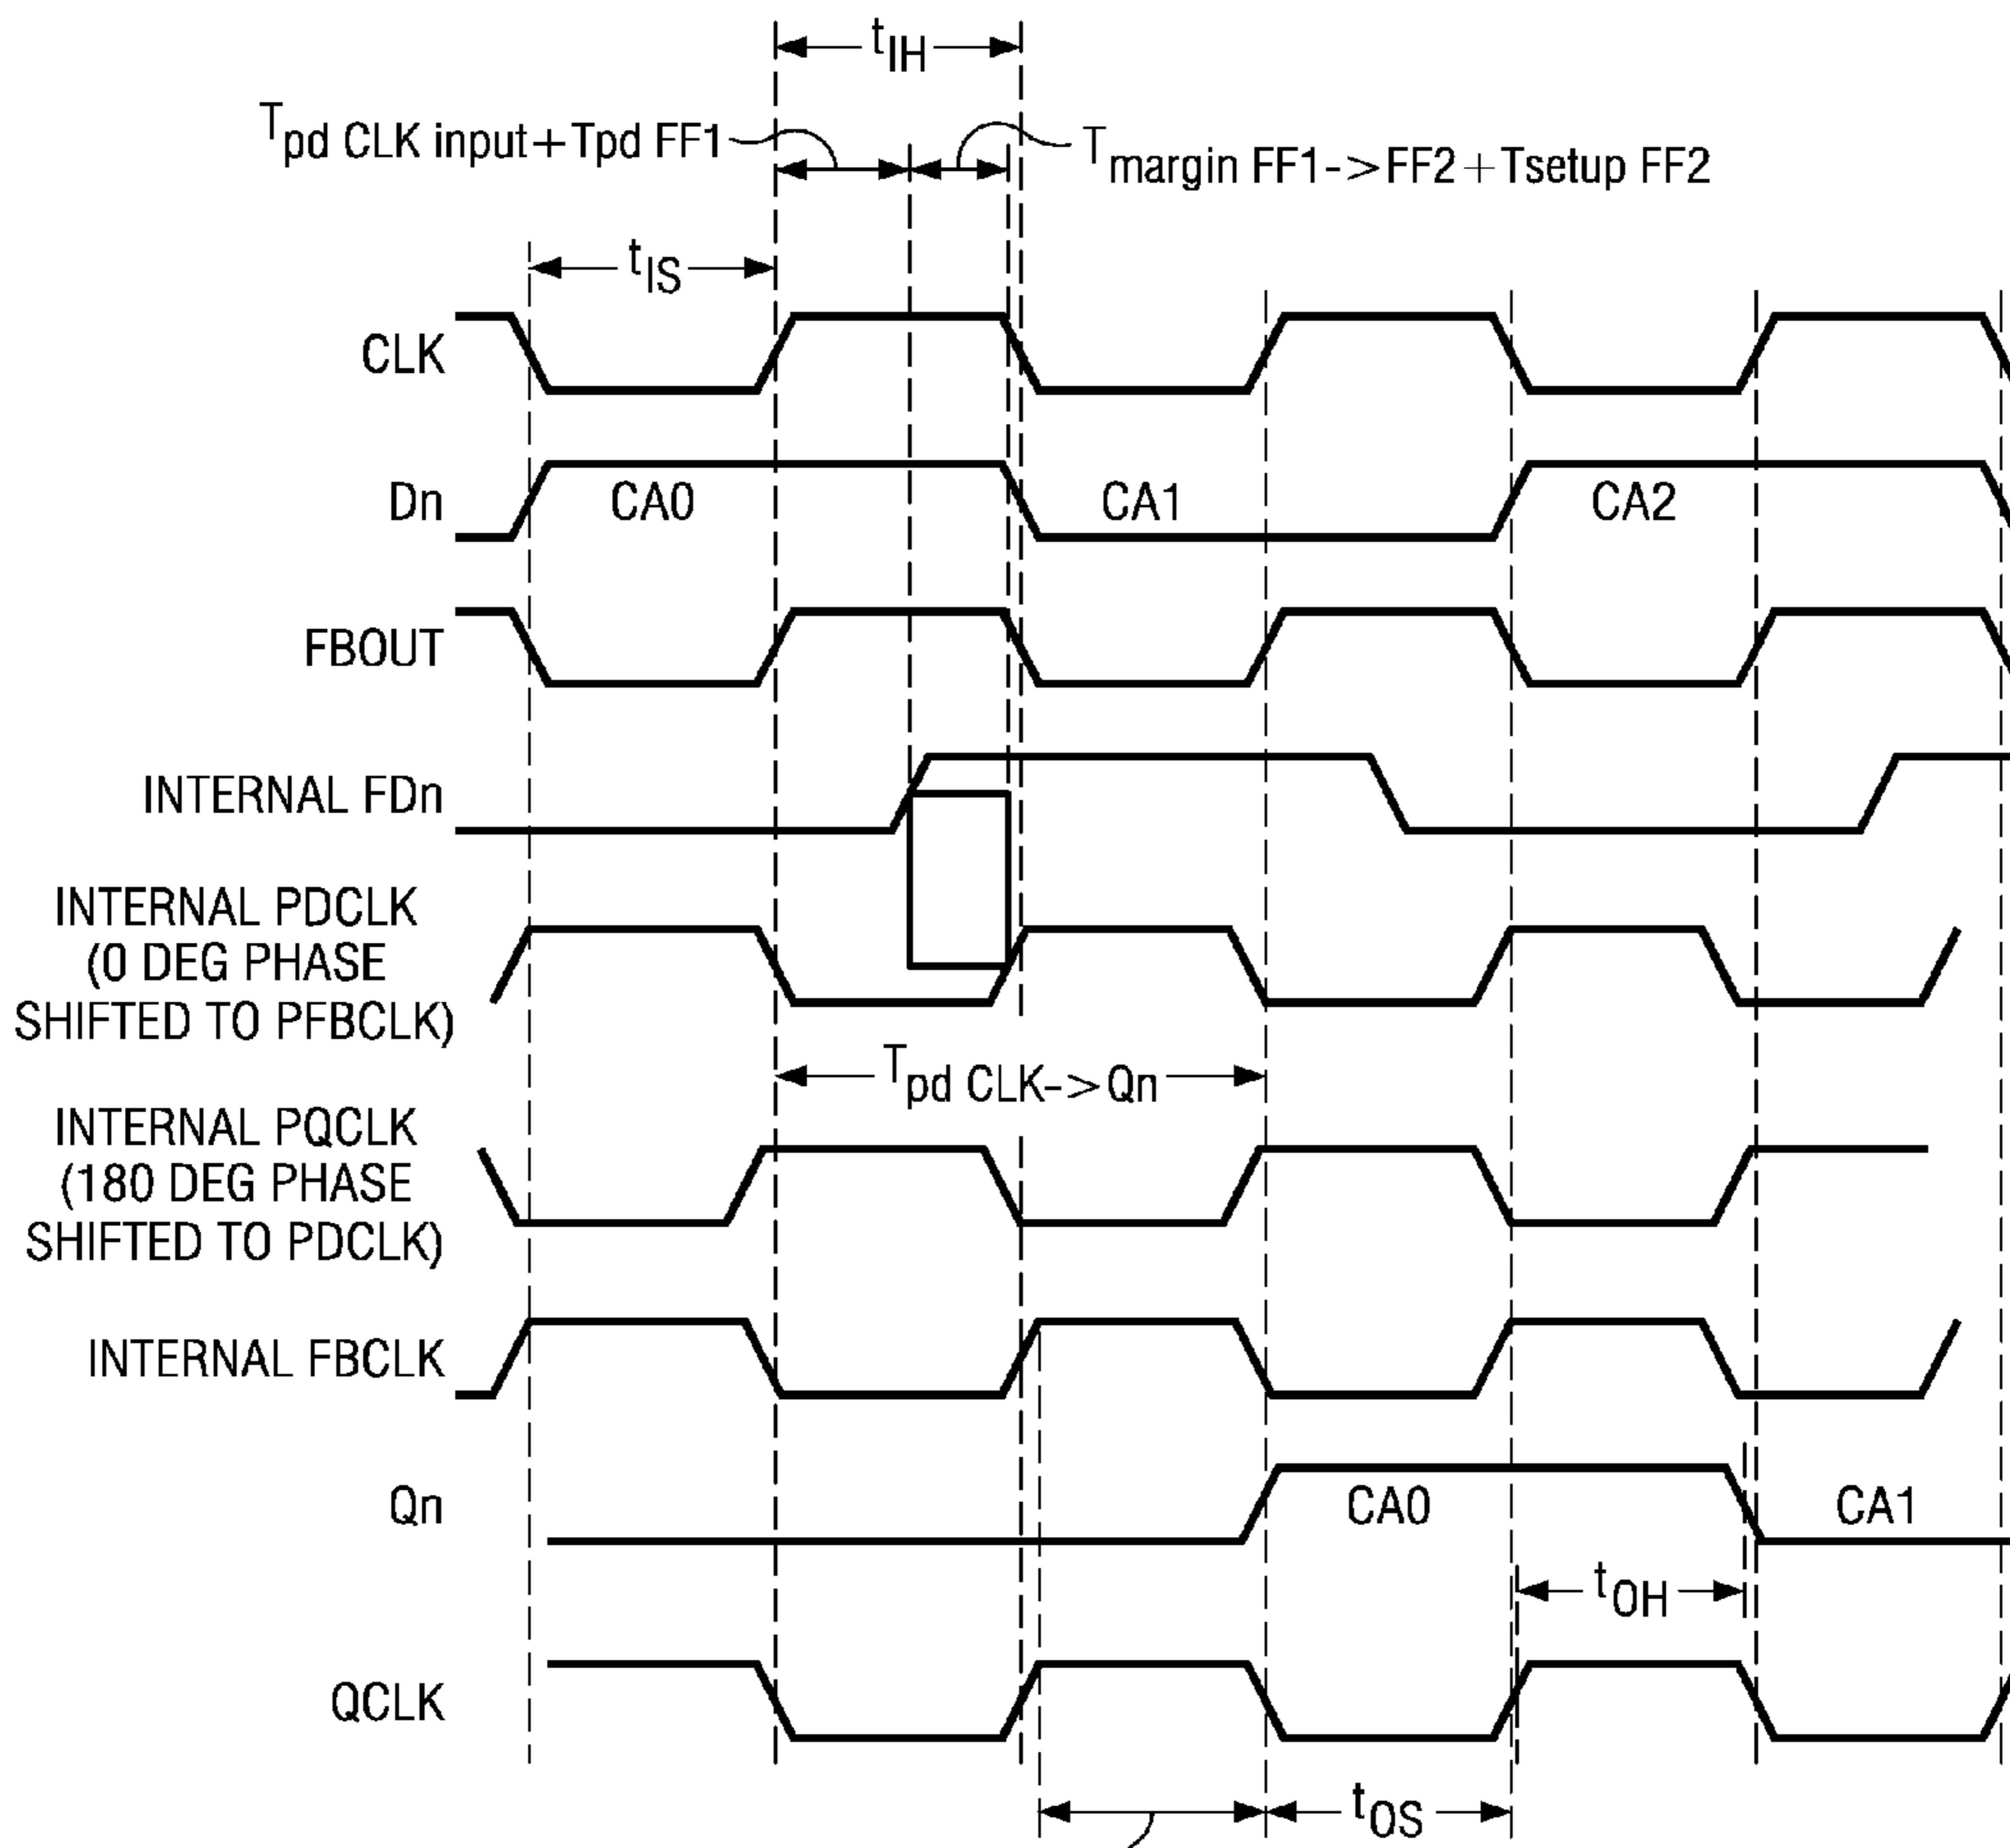 tIH
Tpd CLK input+Tpd FF1
Tmargin FF1->FF2+Tsetup FF2
tIS
CLK
Dn CA0 CA1 CA2
FBOUT
INTERNAL FDn
INTERNAL PDCLK
(0 DEG PHASE
SHIFTED TO PFBCLK)
Tpd CLK->Qn
INTERNAL PQCLK
(180 DEG PHASE
SHIFTED TO PDCLK)
INTERNAL FBCLK
Qn CA0 CA1
tOH
QCLK
tOS